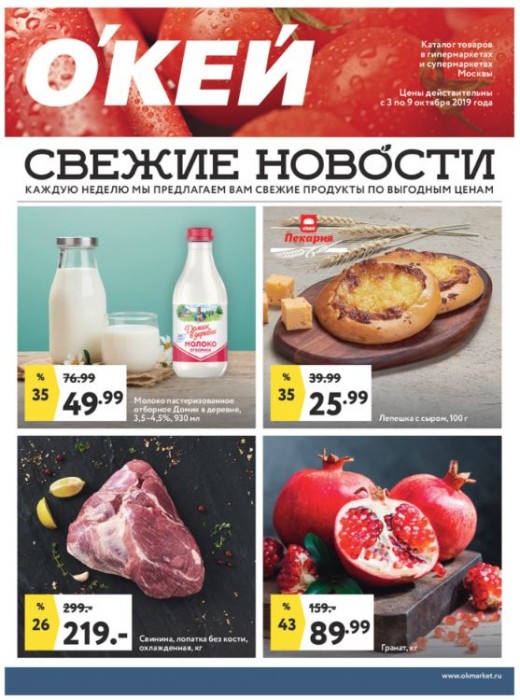 О'КЕЙ
Каталог товаров
в гипермаркетах
и супермаркетах
Москвы
Цены действительны
с 3 по 9 октября 2019 года
СВЕЖИЕ НОВОСТИ
КАЖДУЮ НЕДЕЛЮ МЫ ПРЕДЛАГАЕМ ВАМ СВЕЖИЕ ПРОДУКТЫ ПО ВЫГОДНЫМ ЦЕНАМ
Домик
в деревне
МОЛОКО
ОТБОРНОЕ
%
35
76.99
49.99
Молоко пастеризованное
отборное Домик в деревне,
3,5–4,5%, 930 мл
Пекарня
%
35
39.99
25.99
Лепешка с сыром, 100 г
%
26
299.-
219.-
Свинина, лопатка без кости,
охлажденная, кг
%
43
159.-
89.99
Гранат, кг
www.okmarket.ru